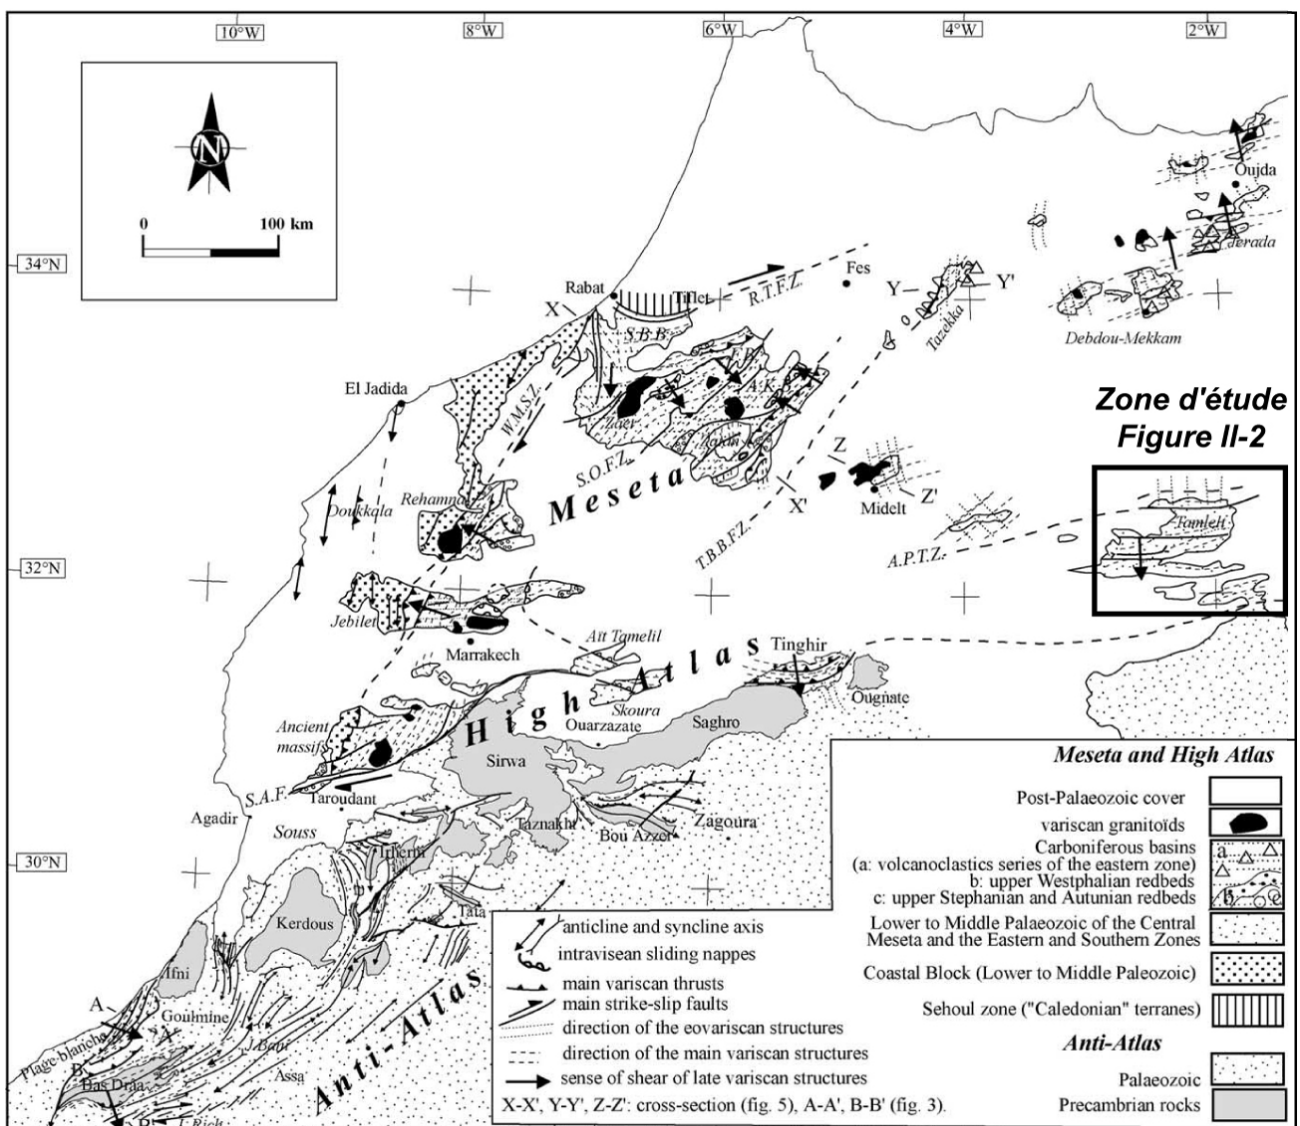 10°W
8°W
6°W
4°W
2°W
N
0 100 km
34°N
32°N
30°N
Oujda
Jerada
Debdou-Mekkam
Fes
Y
Y'
Tazekka
R.T.F.Z.
Rabat
Tiflet
X
S.B.B.
El Jadida
W.M.S.Z.
Zaer
S.O.F.Z.
Meseta
X'
Z
Z'
Midelt
T.B.B.F.Z.
A.P.T.Z.
Zone d'étude
Figure II-2
Tamlelt
Rehamna
Doukkala
Jebilet
Marrakech
Aït Tamelil
Tinghir
High Atlas
Skoura
Ouarzazate
Saghro
Ougnate
Ancient
massifs
Sirwa
S.A.F.
Taroudant
Agadir
Souss
Taznakht
Bou Azzer
Zagoura
Irherm
Kerdous
Tata
Ifni
A
A'
Goulmine
Plage-blanche
J.Bani
Assa
B
Bas Draa
B'
Anti-Atlas
Meseta and High Atlas
Post-Palaeozoic cover
variscan granitoïds
Carboniferous basins
(a: volcanoclastics series of the eastern zone)
b: upper Westphalian redbeds
c: upper Stephanian and Autunian redbeds
a
b
c
Lower to Middle Palaeozoic of the Central
Meseta and the Eastern and Southern Zones
Coastal Block (Lower to Middle Paleozoic)
Sehoul zone ("Caledonian" terranes)
Anti-Atlas
Palaeozoic
Precambrian rocks
anticline and syncline axis
intravisean sliding nappes
main variscan thrusts
main strike-slip faults
direction of the eovariscan structures
direction of the main variscan structures
sense of shear of late variscan structures
X-X', Y-Y', Z-Z': cross-section (fig. 5), A-A', B-B' (fig. 3).